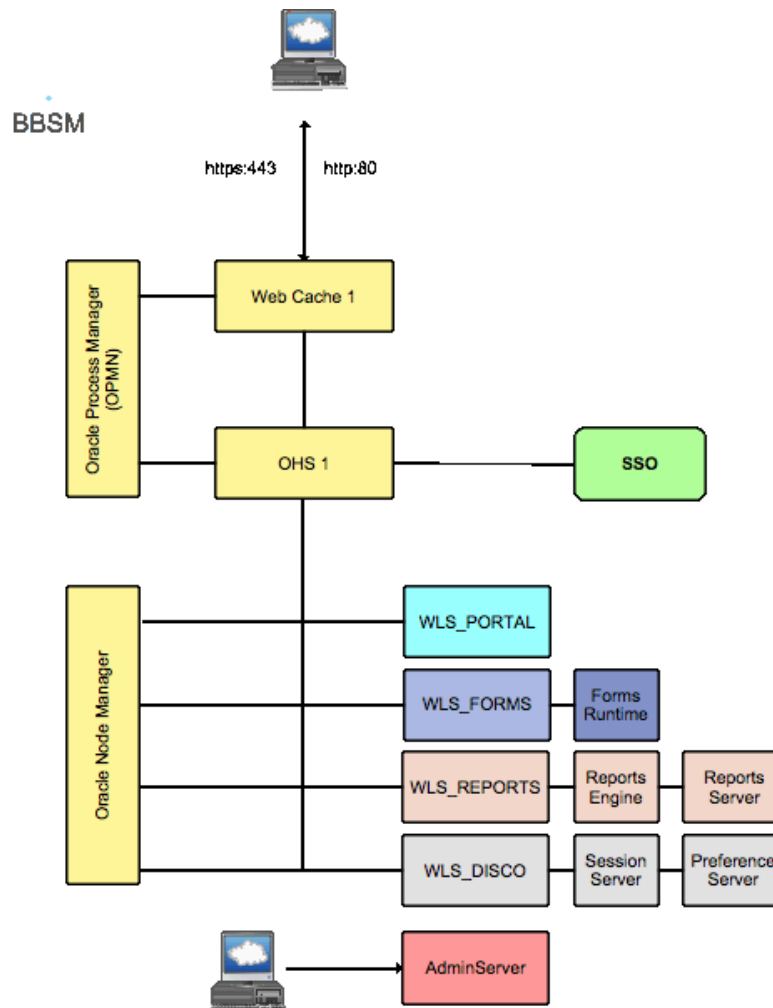 BBSM
https:443 http:80
Oracle Process Manager
(OPMN)
Web Cache 1
OHS 1
SSO
Oracle Node Manager
WLS_PORTAL
WLS_FORMS
Forms
Runtime
WLS_REPORTS
Reports
Engine
Reports
Server
WLS_DISCO
Session
Server
Preference
Server
AdminServer